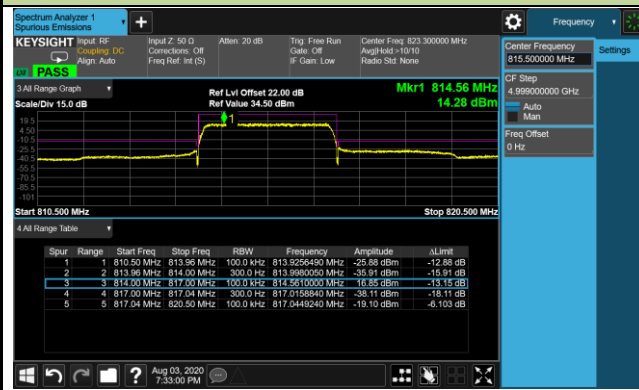 Spectrum Analyzer 1
Spurious Emissions
Frequency
KEYSIGHT
Input: RF
Coupling: DC
Align: Auto
Input Z: 50 Ω
Corrections: Off
Freq Ref: Int (S)
Atten: 20 dB
Trig: Free Run
Gate: Off
IF Gain: Low
Center Freq: 823.300000 MHz
Avg|Hold:>10/10
Radio Std: None
PASS
Center Frequency
815.500000 MHz
Settings
CF Step
4.999000000 GHz
Auto
Man
Freq Offset
0 Hz
3 All Range Graph
Scale/Div 15.0 dB
Ref Lvl Offset 22.00 dB
Ref Value 34.50 dBm
Mkr1 814.56 MHz
14.28 dBm
1
19.5
4.50
-10.5
-25.5
-40.5
-55.5
-70.5
-85.5
-101
Start 810.500 MHz
Stop 820.500 MHz
4 All Range Table
Spur Range Start Freq Stop Freq RBW Frequency Amplitude ΔLimit
1 1 810.50 MHz 813.96 MHz 100.0 kHz 813.9256490 MHz -25.88 dBm -12.88 dB
2 2 813.96 MHz 814.00 MHz 300.0 Hz 813.9980050 MHz -35.91 dBm -15.91 dB
3 3 814.00 MHz 817.00 MHz 100.0 kHz 814.5610000 MHz 16.85 dBm -13.15 dB
4 4 817.00 MHz 817.04 MHz 300.0 Hz 817.0158840 MHz -38.11 dBm -18.11 dB
5 5 817.04 MHz 820.50 MHz 100.0 kHz 817.0449240 MHz -19.10 dBm -6.103 dB
?
Aug 03, 2020
7:33:00 PM